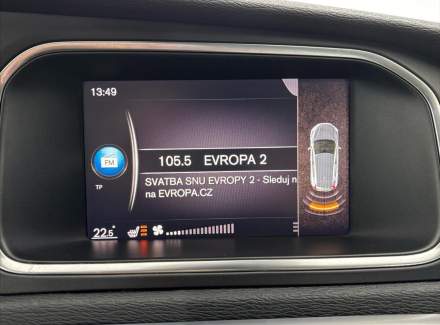 13:49
FM
105.5 EVROPA 2
TP
SVATBA SNU EVROPY 2 - Sleduj n
na EVROPA.CZ
22.5°